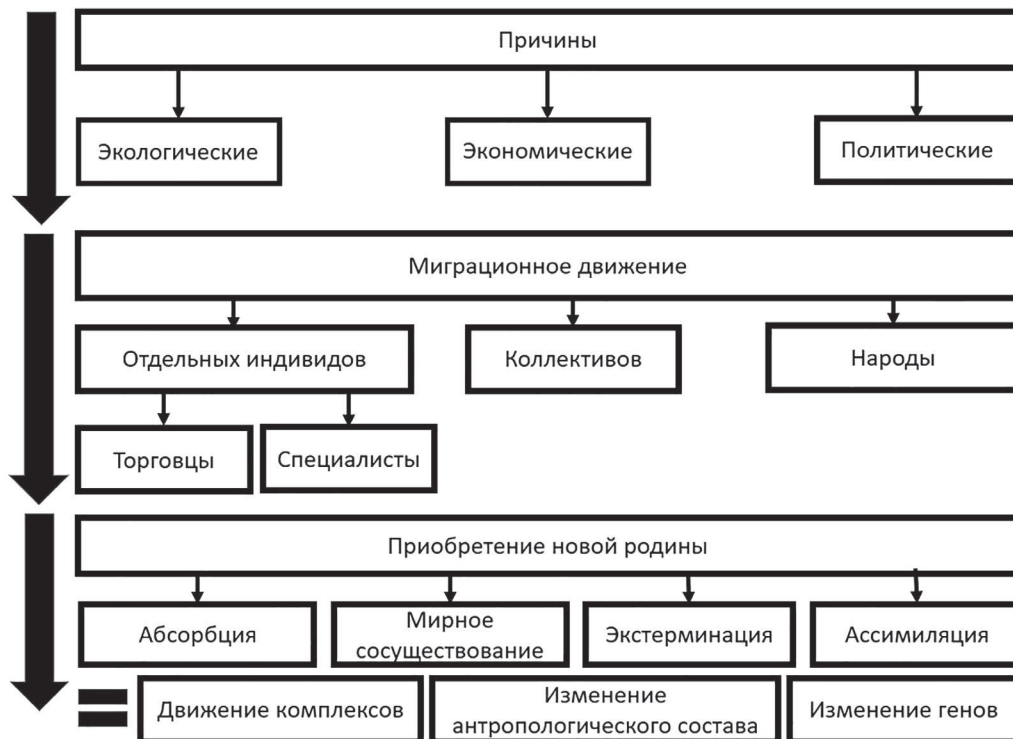 Причины
Экологические
Экономические
Политические
Миграционное движение
Отдельных индивидов
Коллективов
Народы
Торговцы
Специалисты
Приобретение новой родины
Абсорбция
Мирное
сосуществование
Экстерминация
Ассимиляция
Движение комплексов
Изменение
антропологического состава
Изменение генов